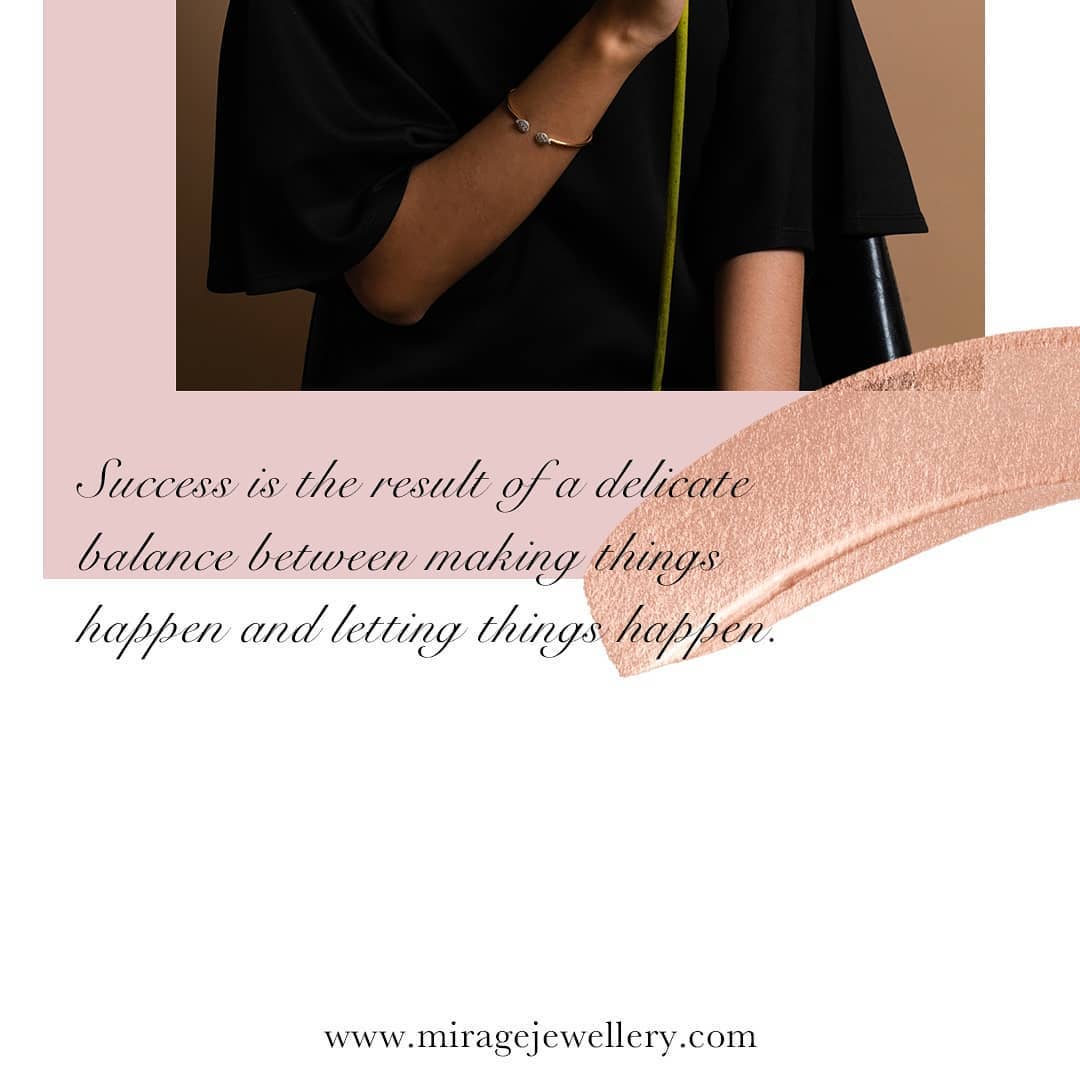 Success is the result of a delicate
balance between making things
happen and letting things happen.
www.miragejewellery.com